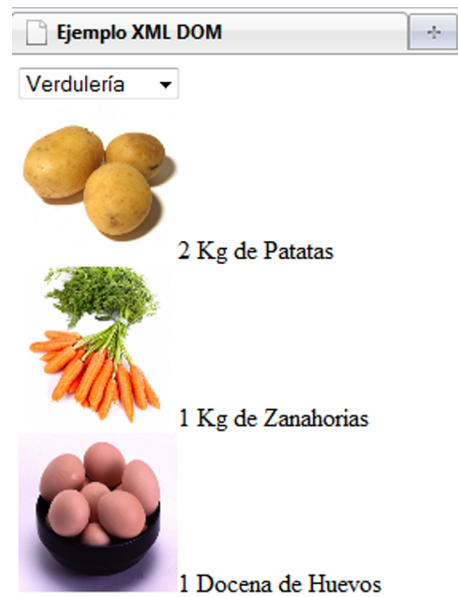 Ejemplo XML DOM
Verdulería
2 Kg de Patatas
1 Kg de Zanahorias
1 Docena de Huevos